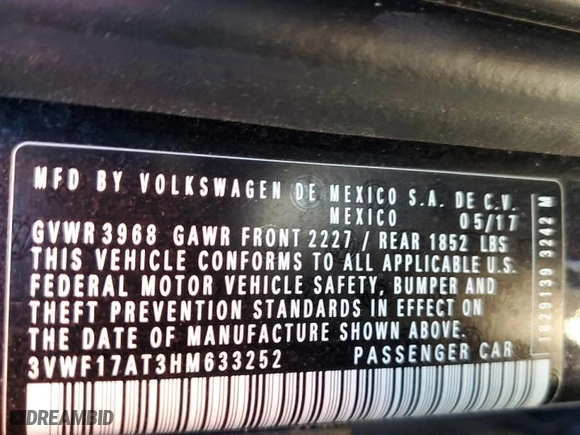 MFD BY VOLKSWAGEN DE MEXICO S.A. DE C.V.
MEXICO 05/17
GVWR 3968 GAWR FRONT 2227 / REAR 1852 LBS
THIS VEHICLE CONFORMS TO ALL APPLICABLE U.S.
FEDERAL MOTOR VEHICLE SAFETY, BUMPER AND
THEFT PREVENTION STANDARDS IN EFFECT ON
THE DATE OF MANUFACTURE SHOWN ABOVE.
3VWF17AT3HM633252 PASSENGER CAR
1829139 3242 M
DREAMBID